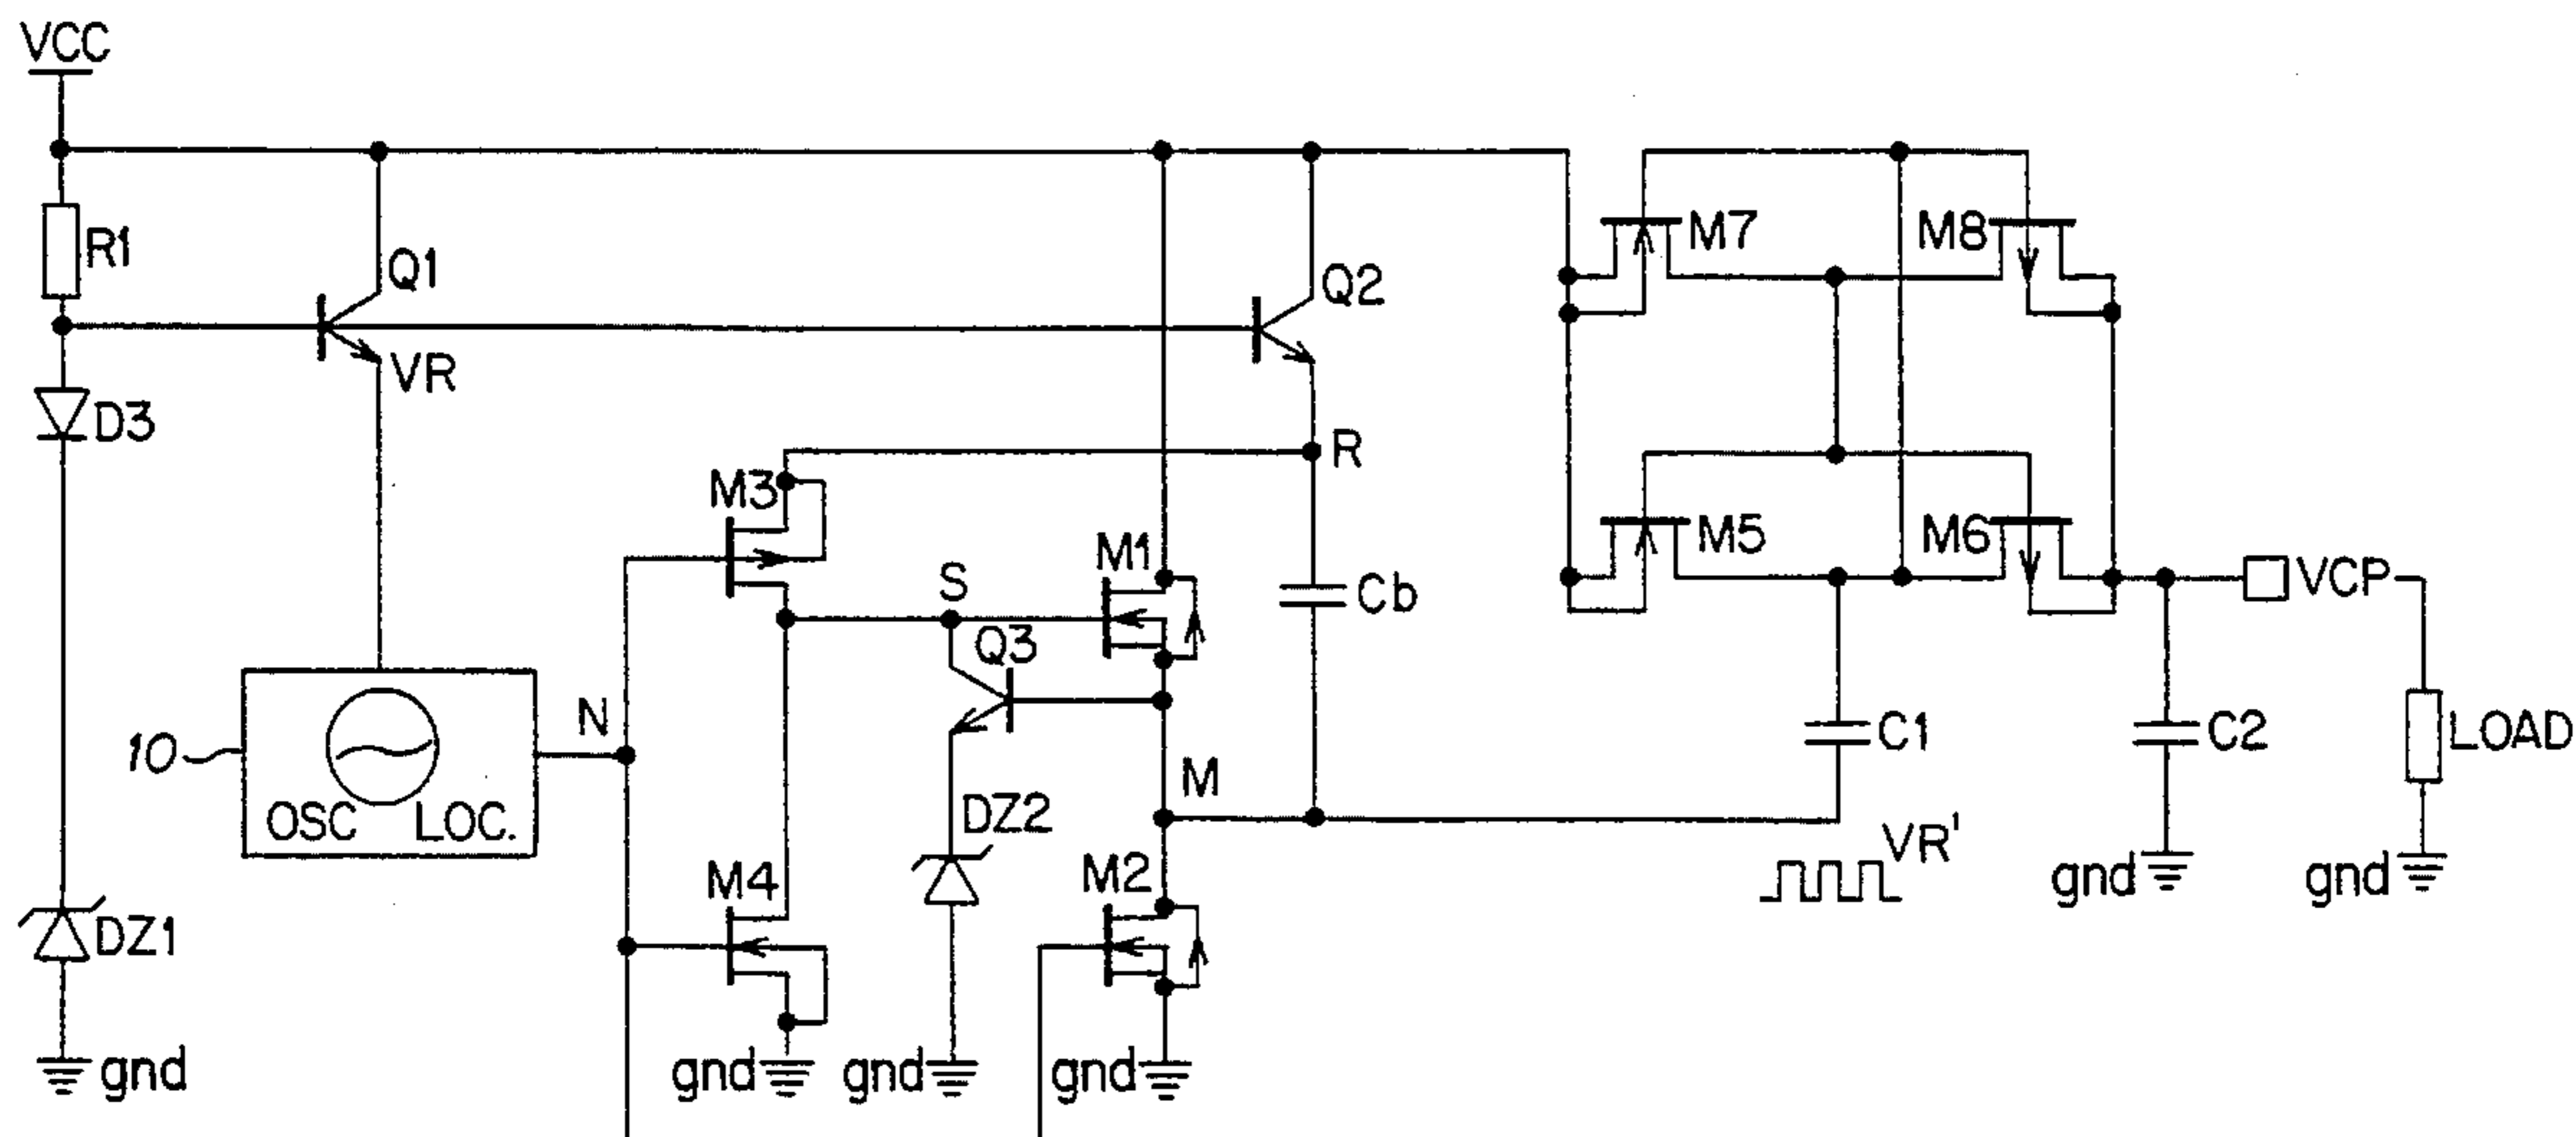 VCC
R1
Q1
VR
D3
Q2
R
M7
M8
M3
M1
S
Q3
Cb
M5
M6
VCP
N
10
OSC LOC.
M
C1
C2
LOAD
DZ2
VR'
M4
M2
gnd
gnd
DZ1
gnd
gnd
gnd
gnd